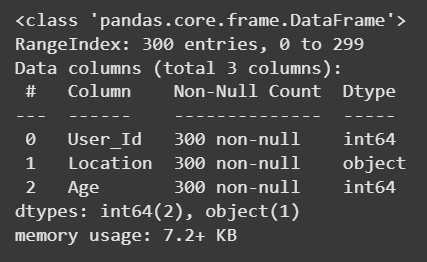 <class 'pandas.core.frame.DataFrame'>
RangeIndex: 300 entries, 0 to 299
Data columns (total 3 columns):
 #   Column    Non-Null Count  Dtype
---  ------    --------------  -----
 0   User_Id   300 non-null    int64
 1   Location  300 non-null    object
 2   Age       300 non-null    int64
dtypes: int64(2), object(1)
memory usage: 7.2+ KB